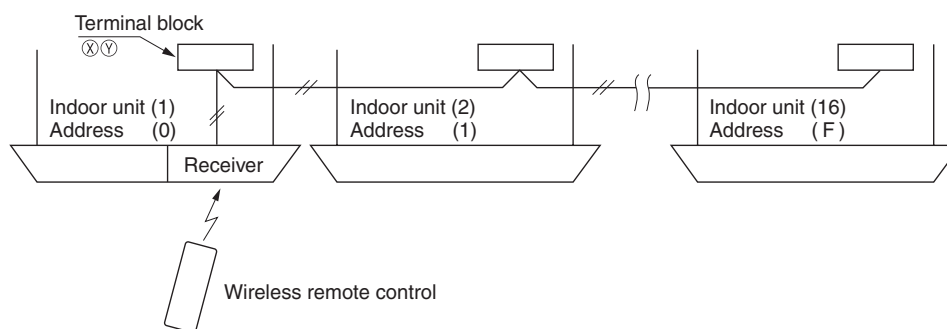 Terminal block
ⓍⓎ
Indoor unit (1)
Address (0)
Receiver
Indoor unit (2)
Address (1)
Indoor unit (16)
Address (F)
Wireless remote control